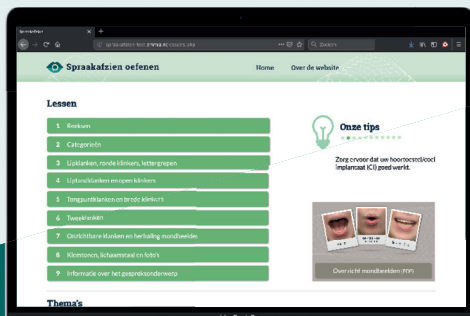 Spraakafzien oefenen
Home
Over de website
Lessen
1 Boeksen
2 Categorieën
3 Lipklanken, ronde klinkers, lettergrepen
4 Liptandklanken en open klinkers
5 Tongpuntklanken en brede klinkers
6 Tweeklanken
7 Onzichtbare klanken en herhaling mondbeelden
8 Klemtonen, lichaamstaal en foto's
9 Informatie over het gespreksonderwerp
Onze tips
Zorg ervoor dat uw hoortoestel/cochleair
implantaat (CI) goed werkt.
Overzicht mondbeelden (PDF)
Thema's